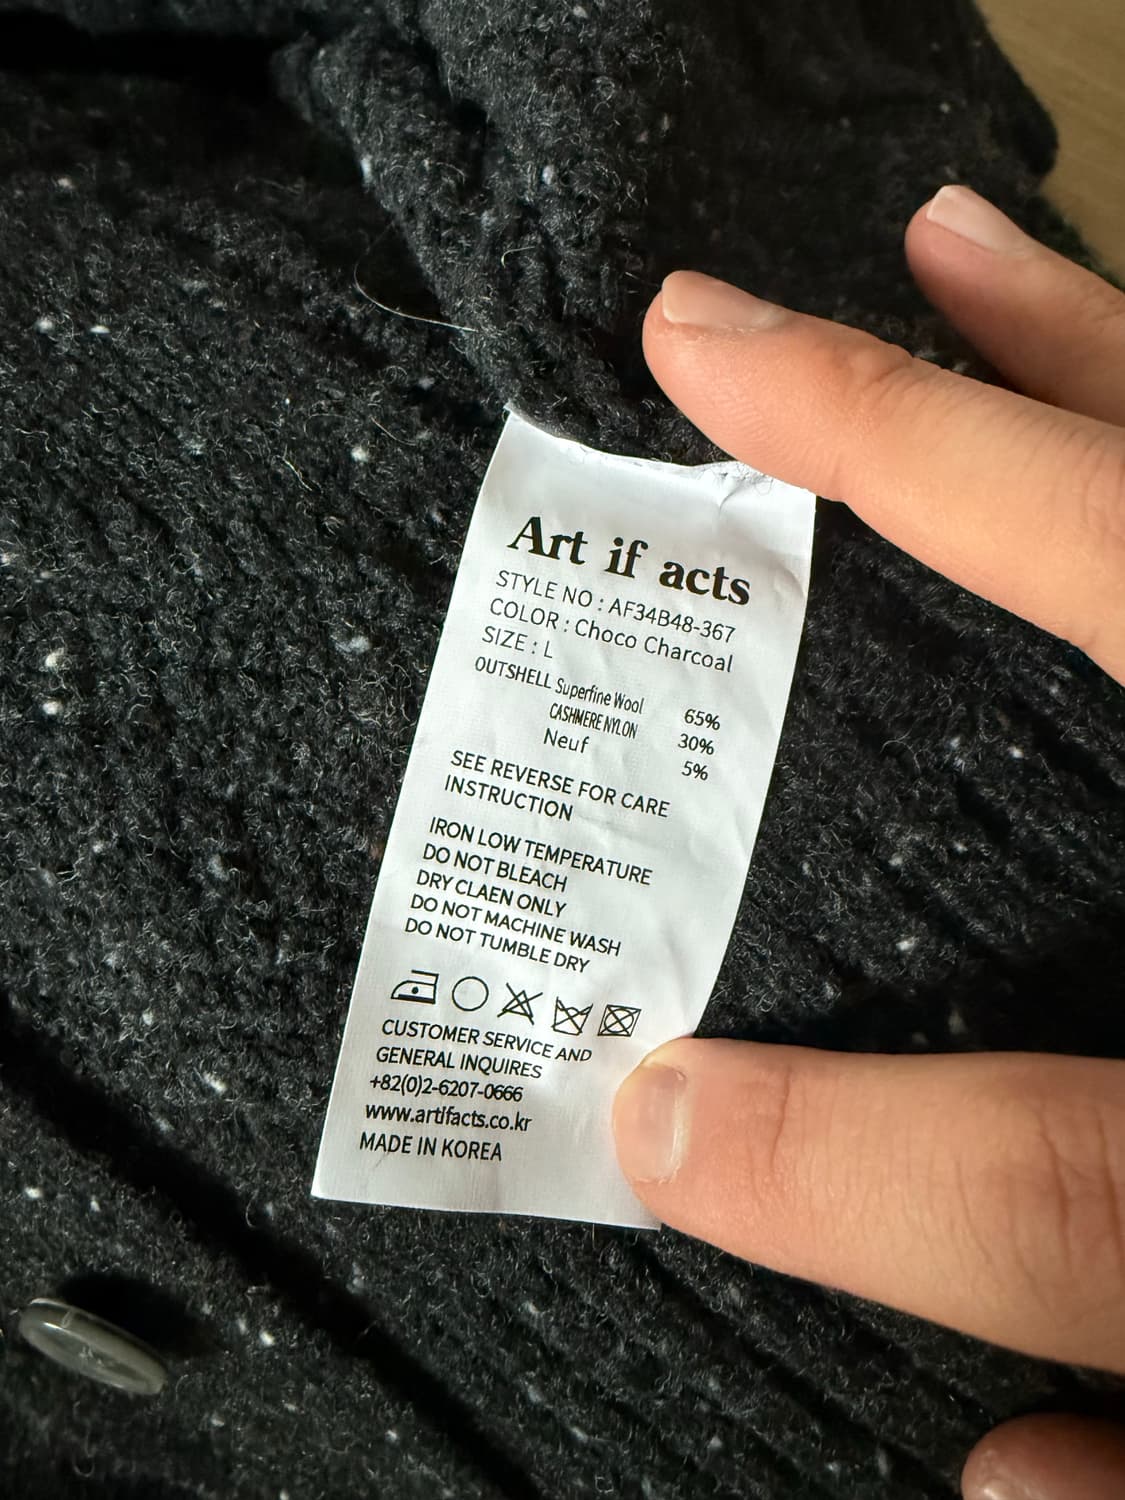 Art if acts
STYLE NO : AF34B48-367
COLOR : Choco Charcoal
SIZE : L
OUTSHELL Superfine Wool 65%
CASHMERE NYLON 30%
Neuf 5%
SEE REVERSE FOR CARE
INSTRUCTION
IRON LOW TEMPERATURE
DO NOT BLEACH
DRY CLAEN ONLY
DO NOT MACHINE WASH
DO NOT TUMBLE DRY
CUSTOMER SERVICE AND
GENERAL INQUIRES
+82(0)2-6207-0666
www.artifacts.co.kr
MADE IN KOREA